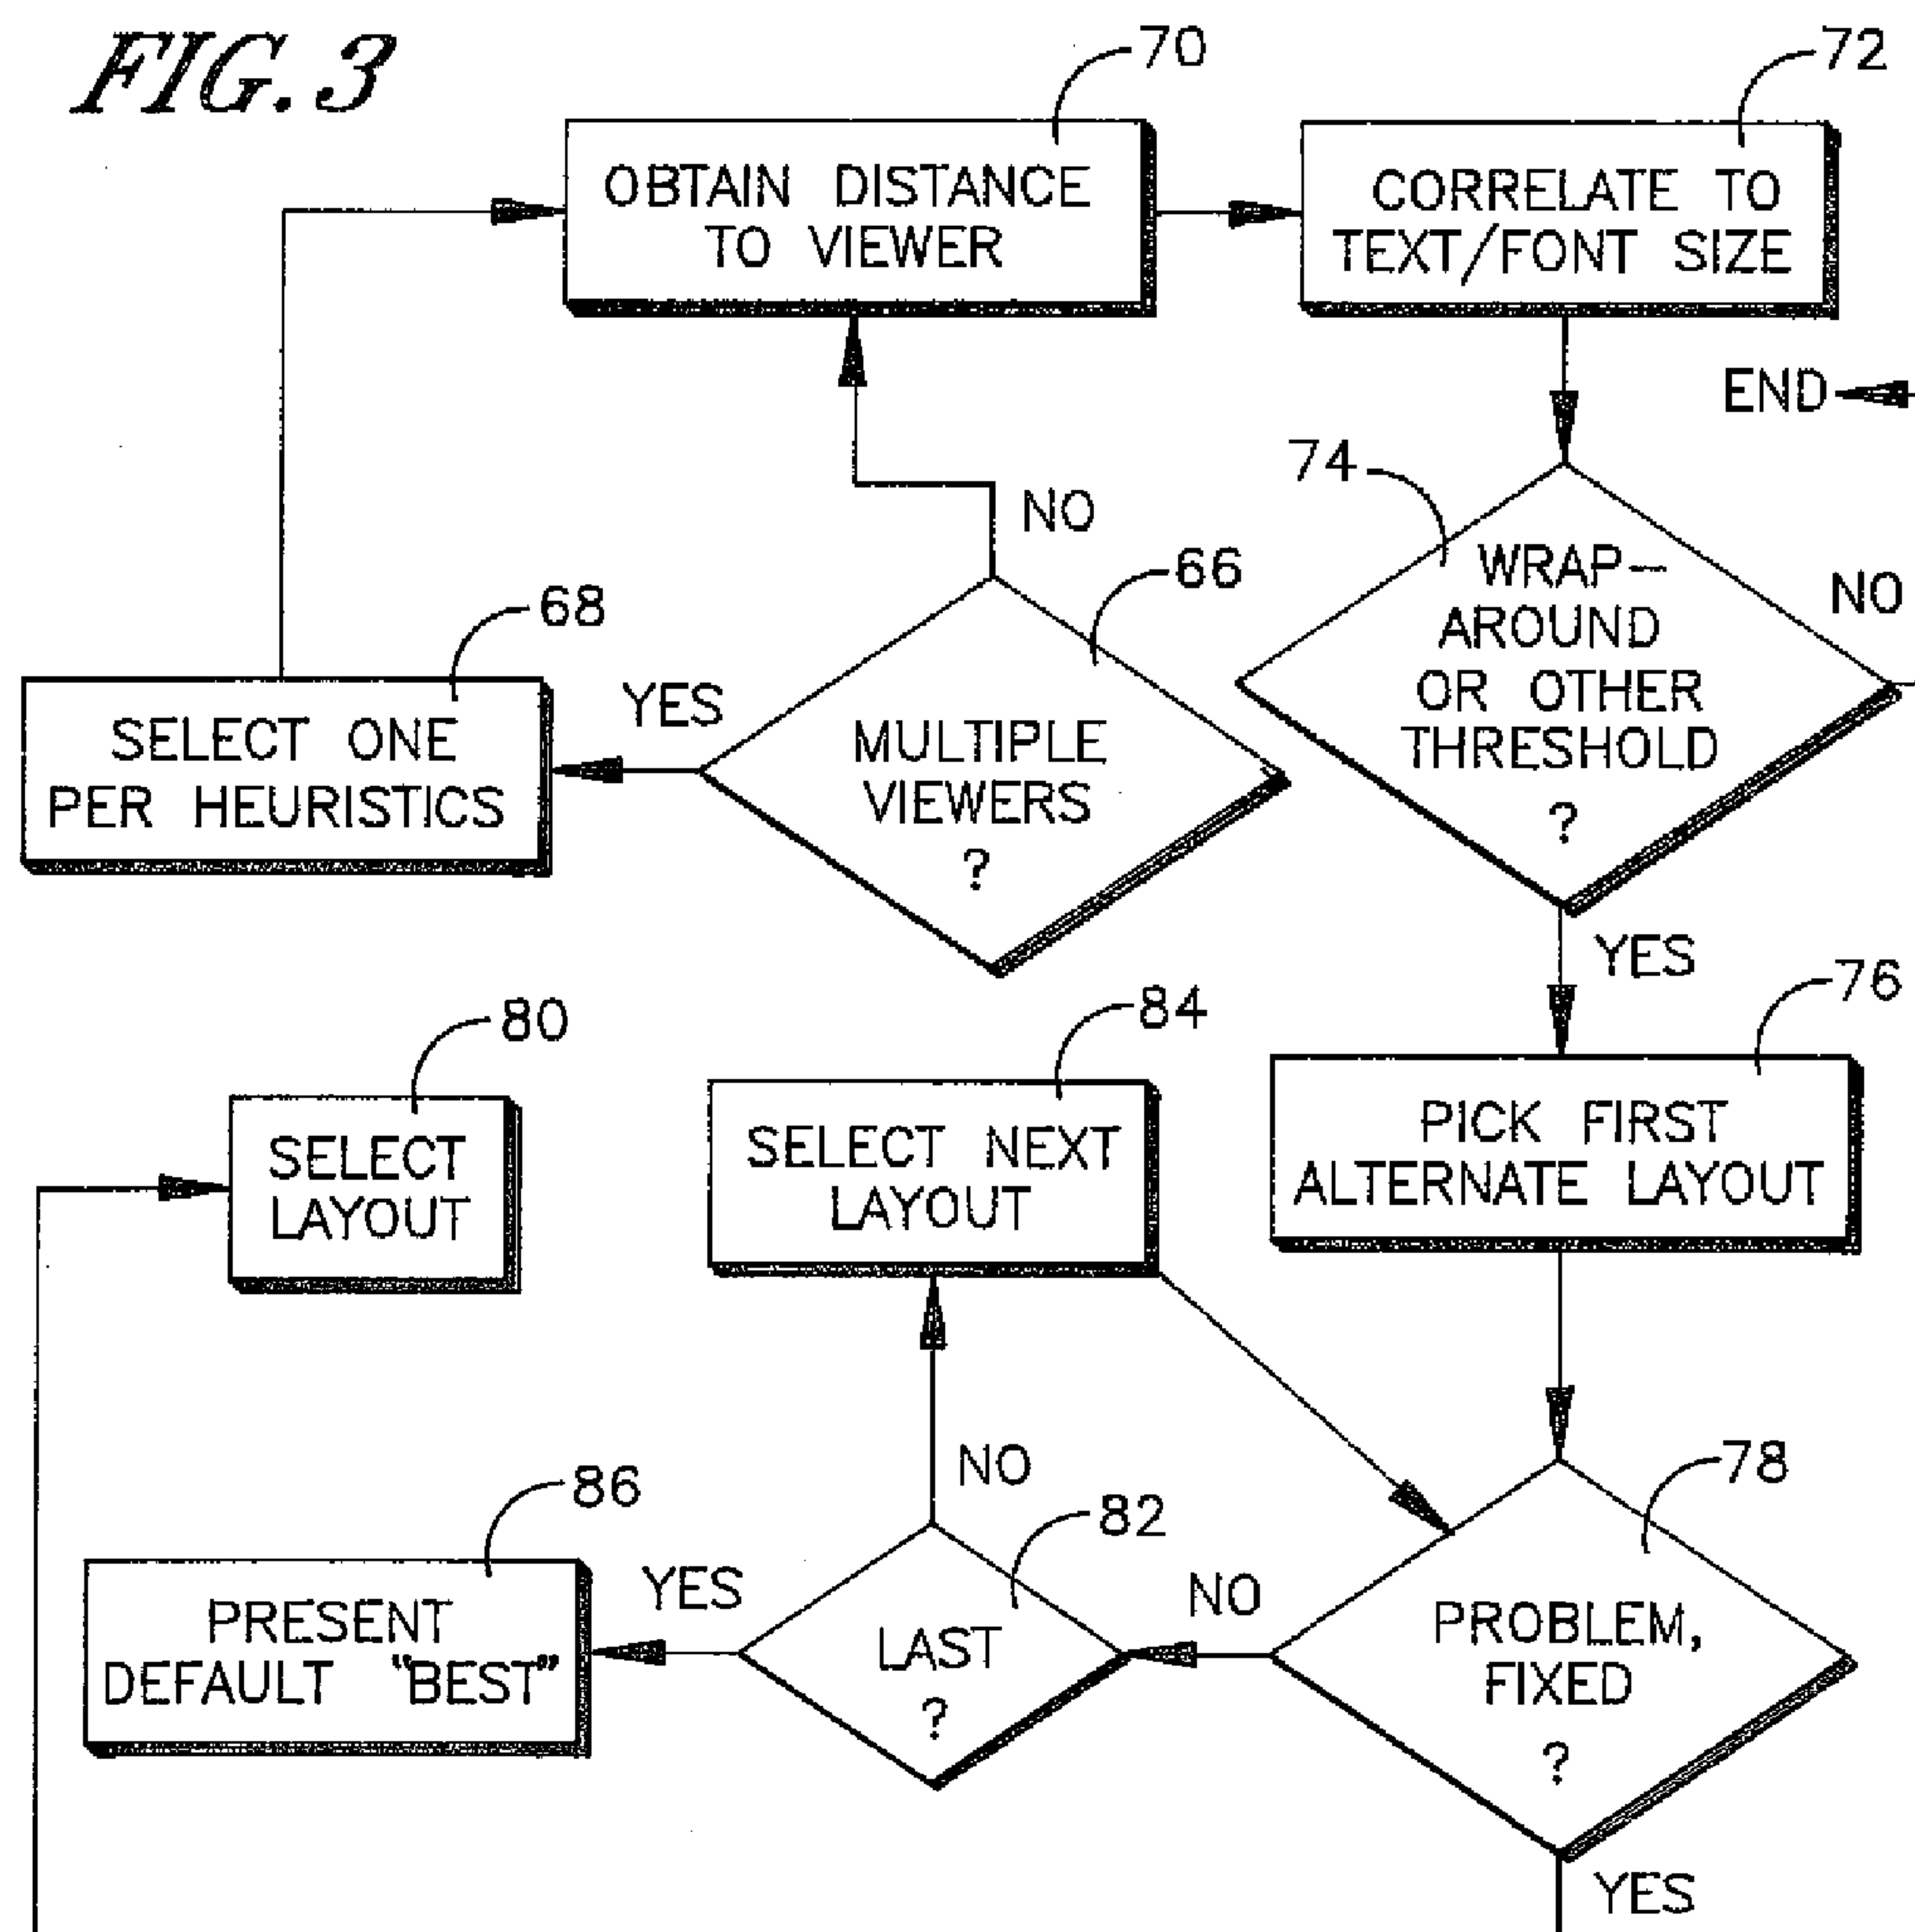 FIG. 3
70
72
OBTAIN DISTANCE
TO VIEWER
CORRELATE TO
TEXT/FONT SIZE
END
74
NO
WRAP-
AROUND
OR OTHER
THRESHOLD
?
NO
66
68
YES
MULTIPLE
VIEWERS
?
SELECT ONE
PER HEURISTICS
YES
76
80
84
SELECT
LAYOUT
SELECT NEXT
LAYOUT
PICK FIRST
ALTERNATE LAYOUT
NO
78
86
82
YES
NO
PRESENT
DEFAULT "BEST"
LAST
?
PROBLEM,
FIXED
?
YES